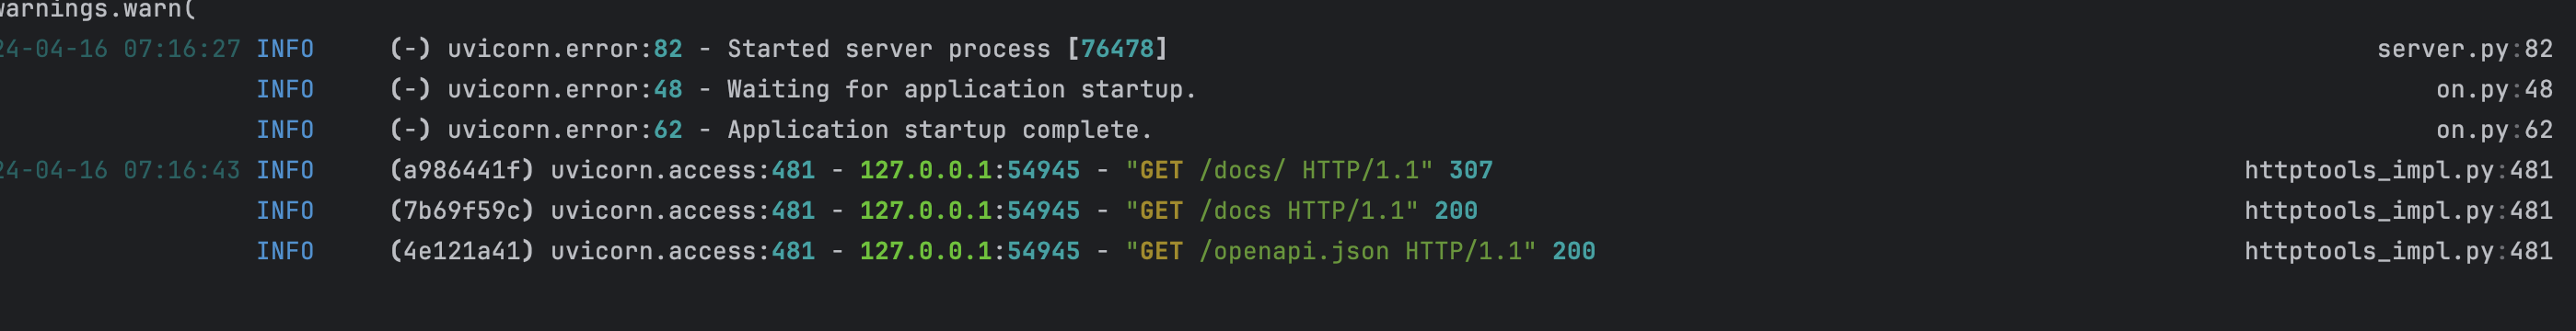 warnings.warn(
24-04-16 07:16:27 INFO (-) uvicorn.error:82 - Started server process [76478] server.py:82
INFO (-) uvicorn.error:48 - Waiting for application startup. on.py:48
INFO (-) uvicorn.error:62 - Application startup complete. on.py:62
24-04-16 07:16:43 INFO (a986441f) uvicorn.access:481 - 127.0.0.1:54945 - "GET /docs/ HTTP/1.1" 307 httptools_impl.py:481
INFO (7b69f59c) uvicorn.access:481 - 127.0.0.1:54945 - "GET /docs HTTP/1.1" 200 httptools_impl.py:481
INFO (4e121a41) uvicorn.access:481 - 127.0.0.1:54945 - "GET /openapi.json HTTP/1.1" 200 httptools_impl.py:481